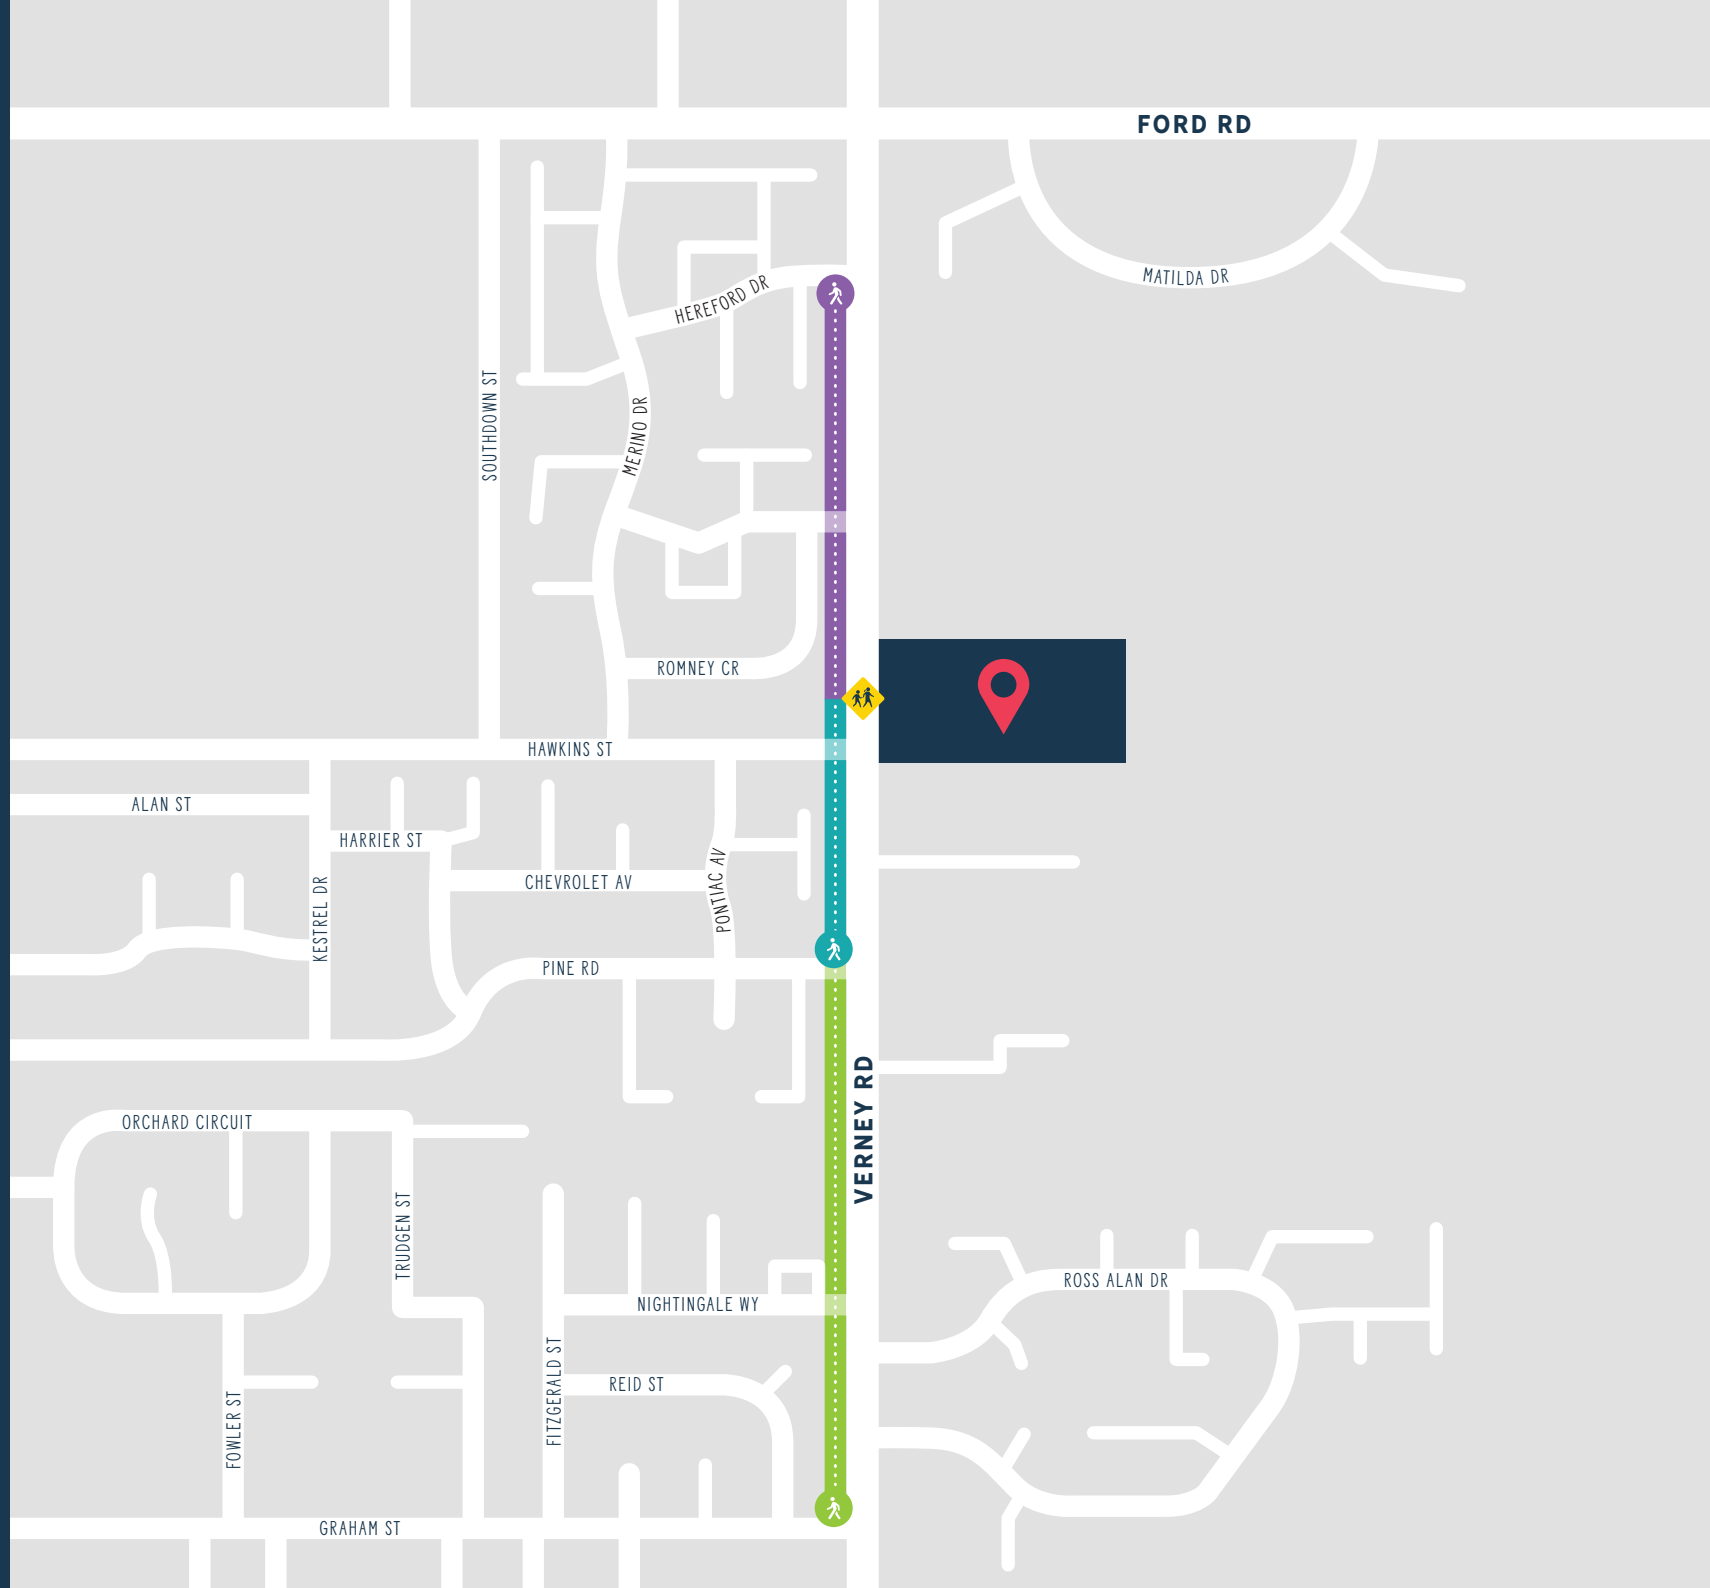 FORD RD
MATILDA DR
HEREFORD DR
SOUTHDOWN ST
MERINO DR
ROMNEY CR
HAWKINS ST
ALAN ST
HARRIER ST
CHEVROLET AV
PONTIAC AV
KESTREL DR
PINE RD
VERNEY RD
ORCHARD CIRCUIT
TRUDGEN ST
ROSS ALAN DR
NIGHTINGALE WY
FITZGERALD ST
REID ST
FOWLER ST
GRAHAM ST